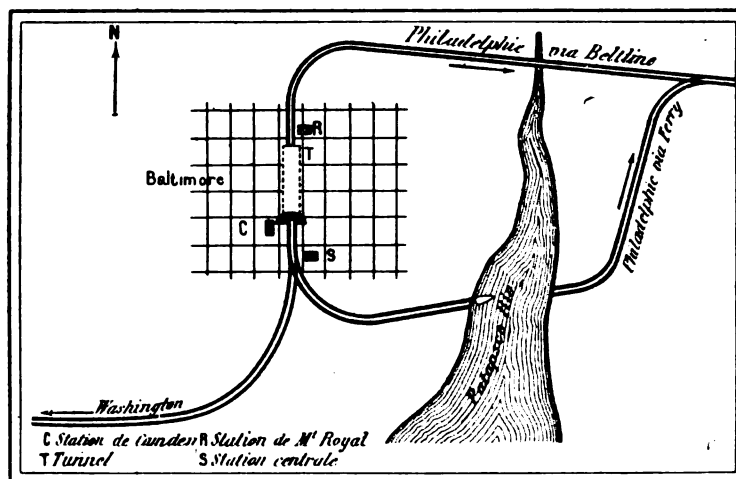 N
Philadelphie via Beltline
R
T
Baltimore
C
S
Philadelphie via Ferry
Patapsco Riv
Washington
C Station de Camden R Station de Mt Royal
T Tunnel S Station centrale